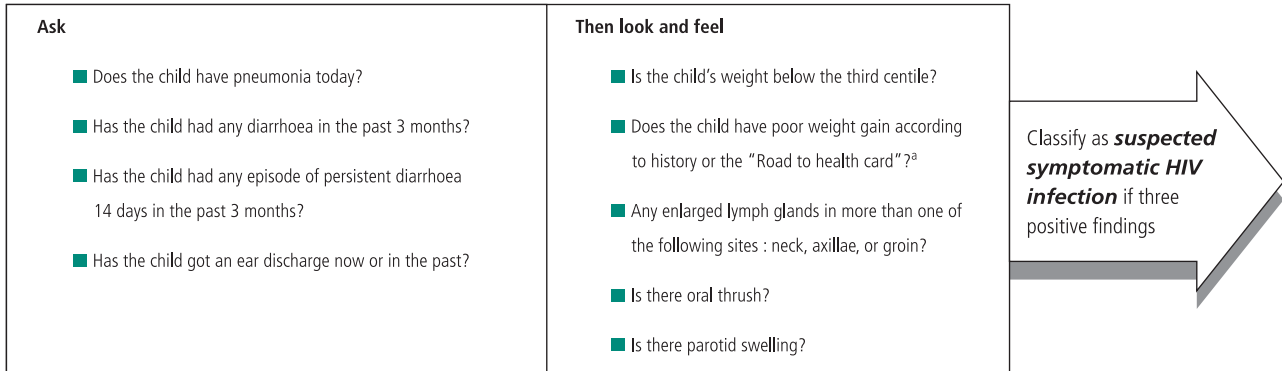 Ask
Does the child have pneumonia today?
Has the child had any diarrhoea in the past 3 months?
Has the child had any episode of persistent diarrhoea
14 days in the past 3 months?
Has the child got an ear discharge now or in the past?
Then look and feel
Is the child's weight below the third centile?
Does the child have poor weight gain according
to history or the “Road to health card”?ª
Any enlarged lymph glands in more than one of
the following sites : neck, axillae, or groin?
Is there oral thrush?
Is there parotid swelling?
Classify as suspected
symptomatic HIV
infection if three
positive findings